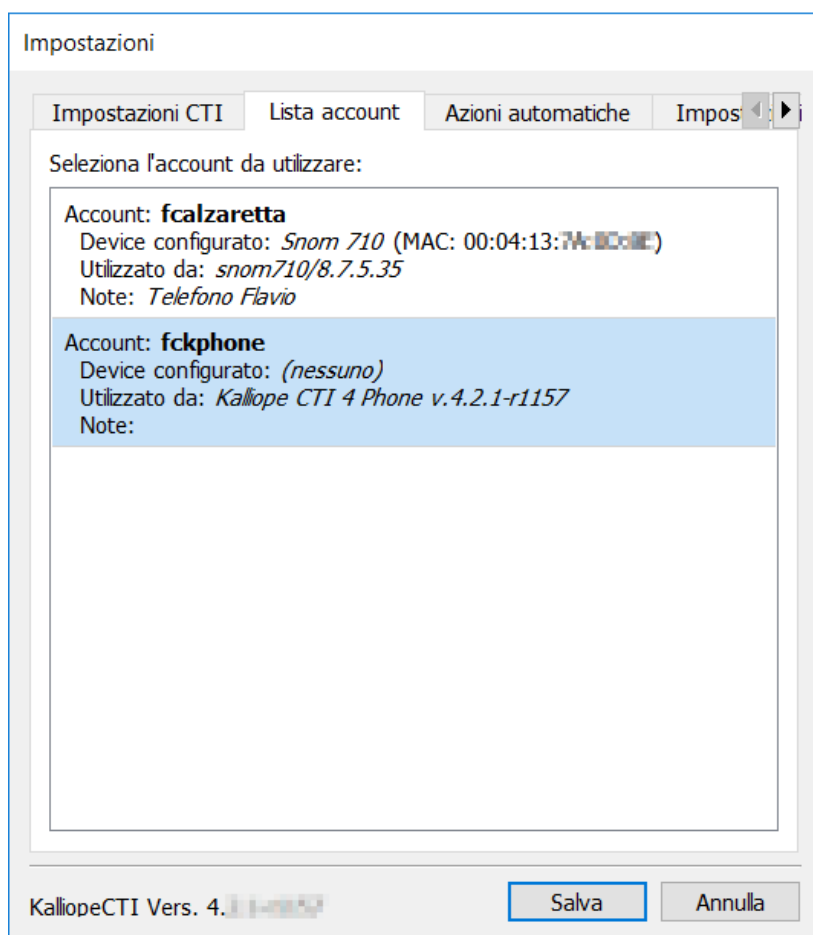 Impostazioni
Impostazioni CTI Lista account Azioni automatiche Impos
Seleziona l'account da utilizzare:
Account: fcalzaretta
Device configurato: Snom 710 (MAC: 00:04:13:
Utilizzato da: snom710/8.7.5.35
Note: Telefono Flavio
Account: fckphone
Device configurato: (nessuno)
Utilizzato da: Kalliope CTI 4 Phone v.4.2.1-r1157
Note:
KalliopeCTI Vers. 4.
Salva Annulla